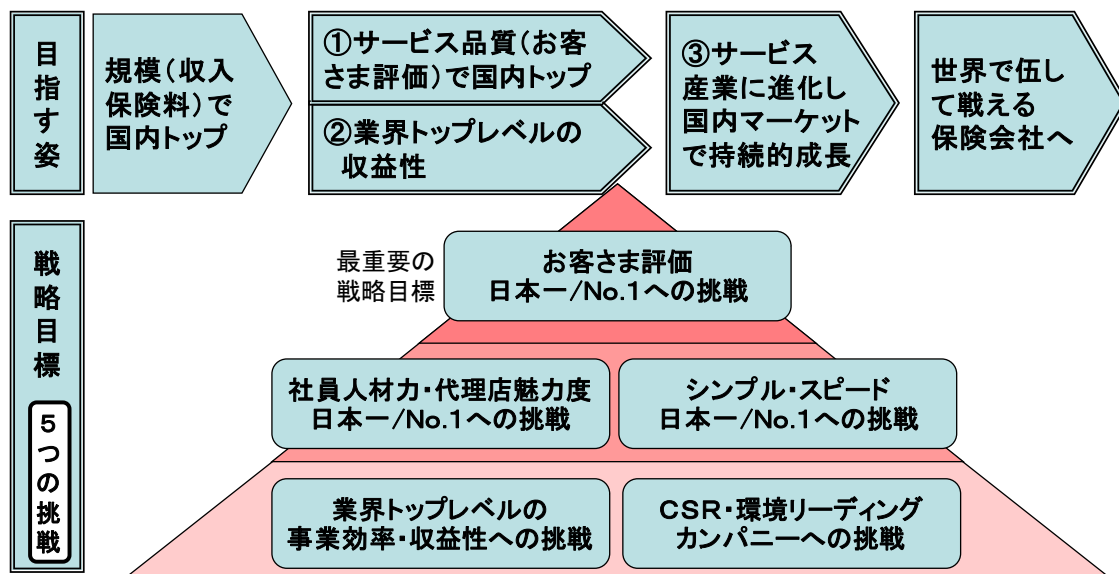 目指す姿
規模（収入
保険料）で
国内トップ
①サービス品質（お客
さま評価）で国内トップ
②業界トップレベルの
収益性
③サービス
産業に進化し
国内マーケット
で持続的成長
世界で伍し
て戦える
保険会社へ
戦略目標
5つの挑戦
最重要の
戦略目標
お客さま評価
日本一/No.1への挑戦
社員人材力・代理店魅力度
日本一/No.1への挑戦
シンプル・スピード
日本一/No.1への挑戦
業界トップレベルの
事業効率・収益性への挑戦
CSR・環境リーディング
カンパニーへの挑戦